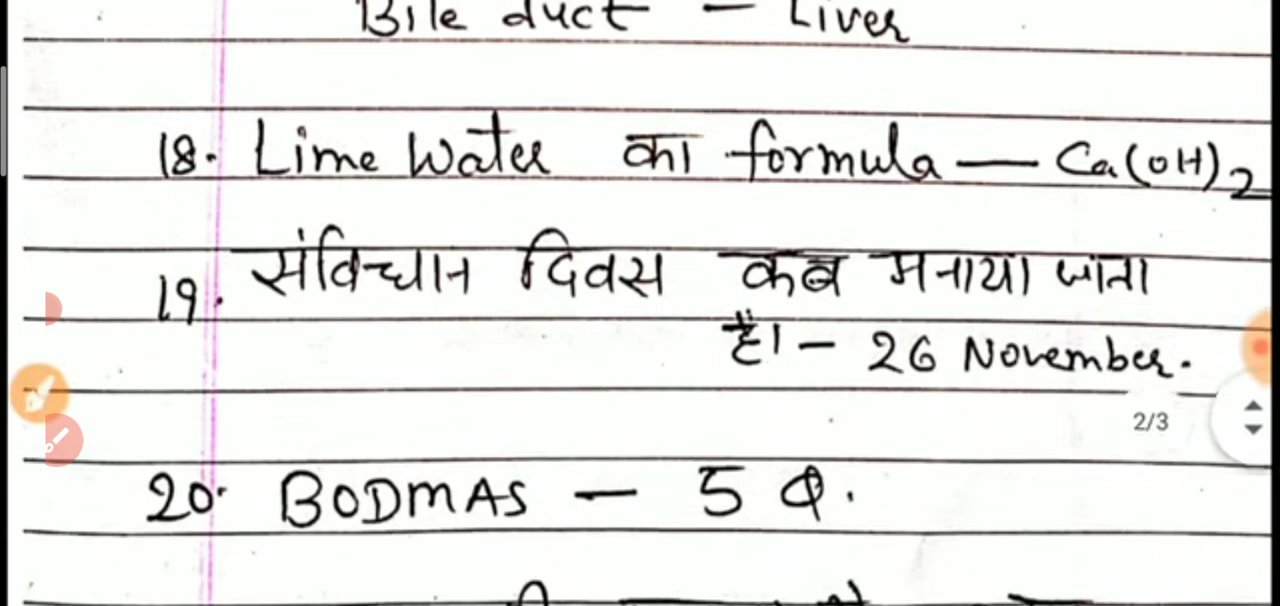 Bile duct - Liver
18. Lime Water का formula — Ca(OH)2
19. संविधान दिवस कब मनाया जाता
है। - 26 November.
2/3
20. BODMAS - 5 Q.